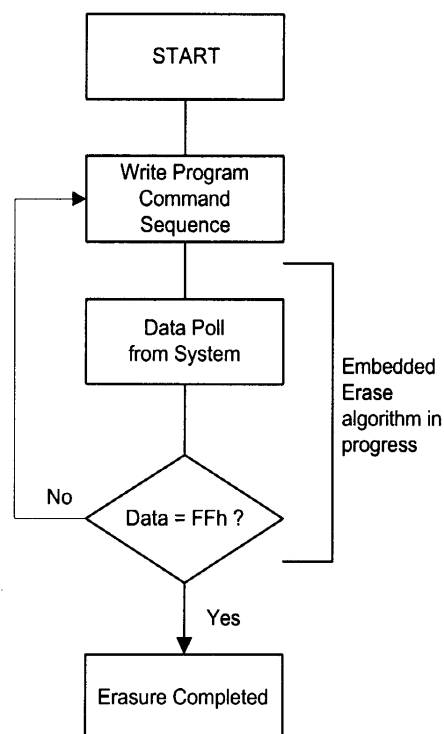 START
Write Program
Command
Sequence
Data Poll
from System
Embedded
Erase
algorithm in
progress
No
Data = FFh ?
Yes
Erasure Completed